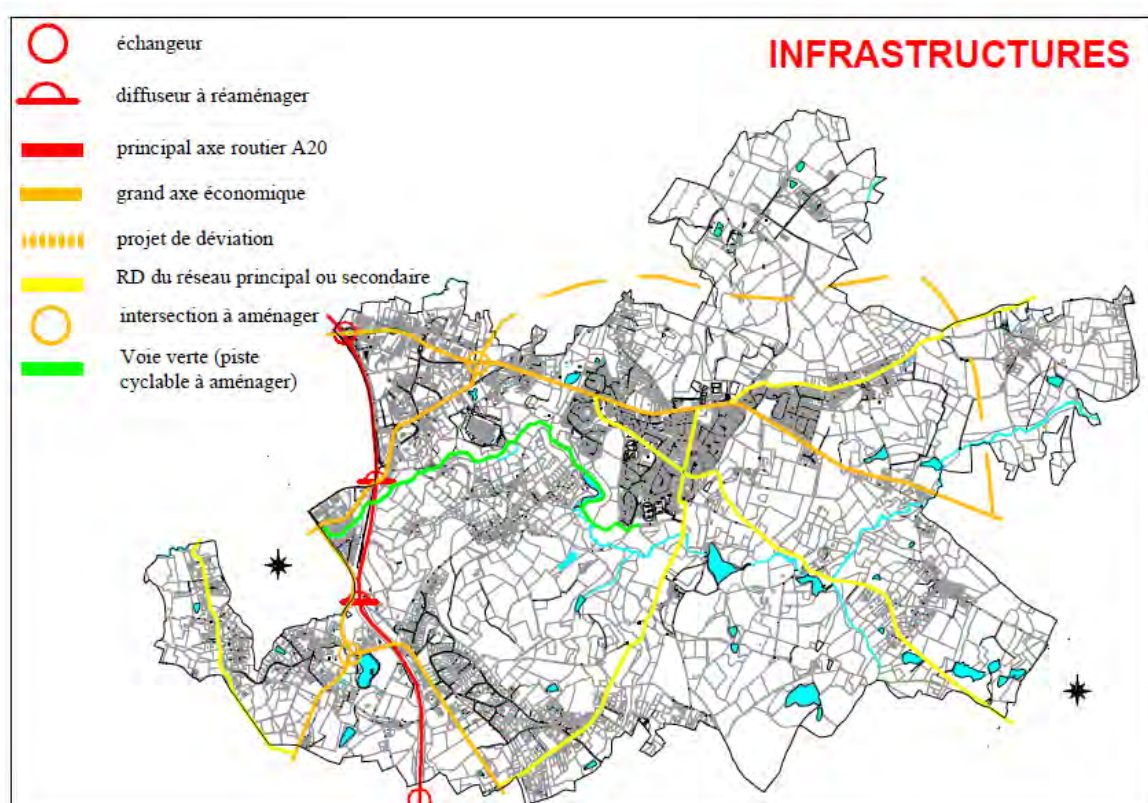 INFRASTRUCTURES
échangeur
diffuseur à réaménager
principal axe routier A20
grand axe économique
projet de déviation
RD du réseau principal ou secondaire
intersection à aménager
Voie verte (piste
cyclable à aménager)